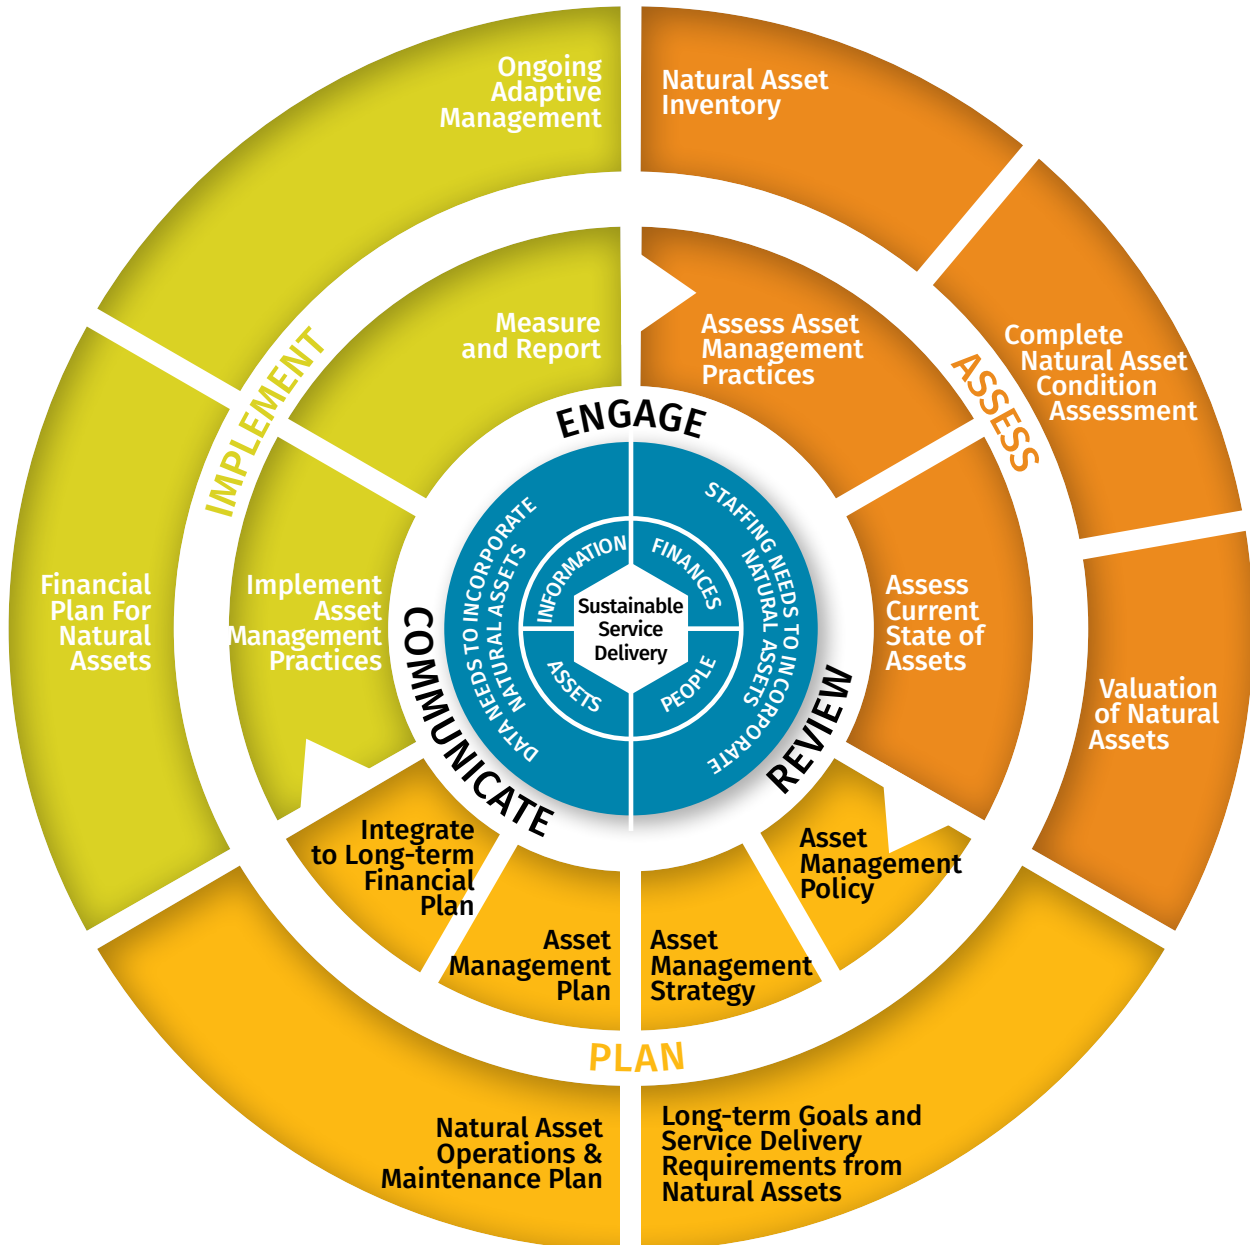 Ongoing
Adaptive
Management
Natural Asset
Inventory
Measure
and Report
Assess Asset
Management
Practices
Complete
Natural Asset
Condition
Assessment
IMPLEMENT
ASSESS
ENGAGE
Financial
Plan For
Natural
Assets
Implement
Asset
Management
Practices
DATA NEEDS TO INCORPORATE
NATURAL ASSETS
INFORMATION
FINANCES
STAFFING NEEDS TO INCORPORATE
NATURAL ASSETS
Sustainable
Service
Delivery
ASSETS
PEOPLE
Assess
Current
State of
Assets
Valuation
of Natural
Assets
COMMUNICATE
REVIEW
Integrate
to Long-term
Financial
Plan
Asset
Management
Plan
Asset
Management
Strategy
Asset
Management
Policy
PLAN
Natural Asset
Operations &
Maintenance Plan
Long-term Goals and
Service Delivery
Requirements from
Natural Assets